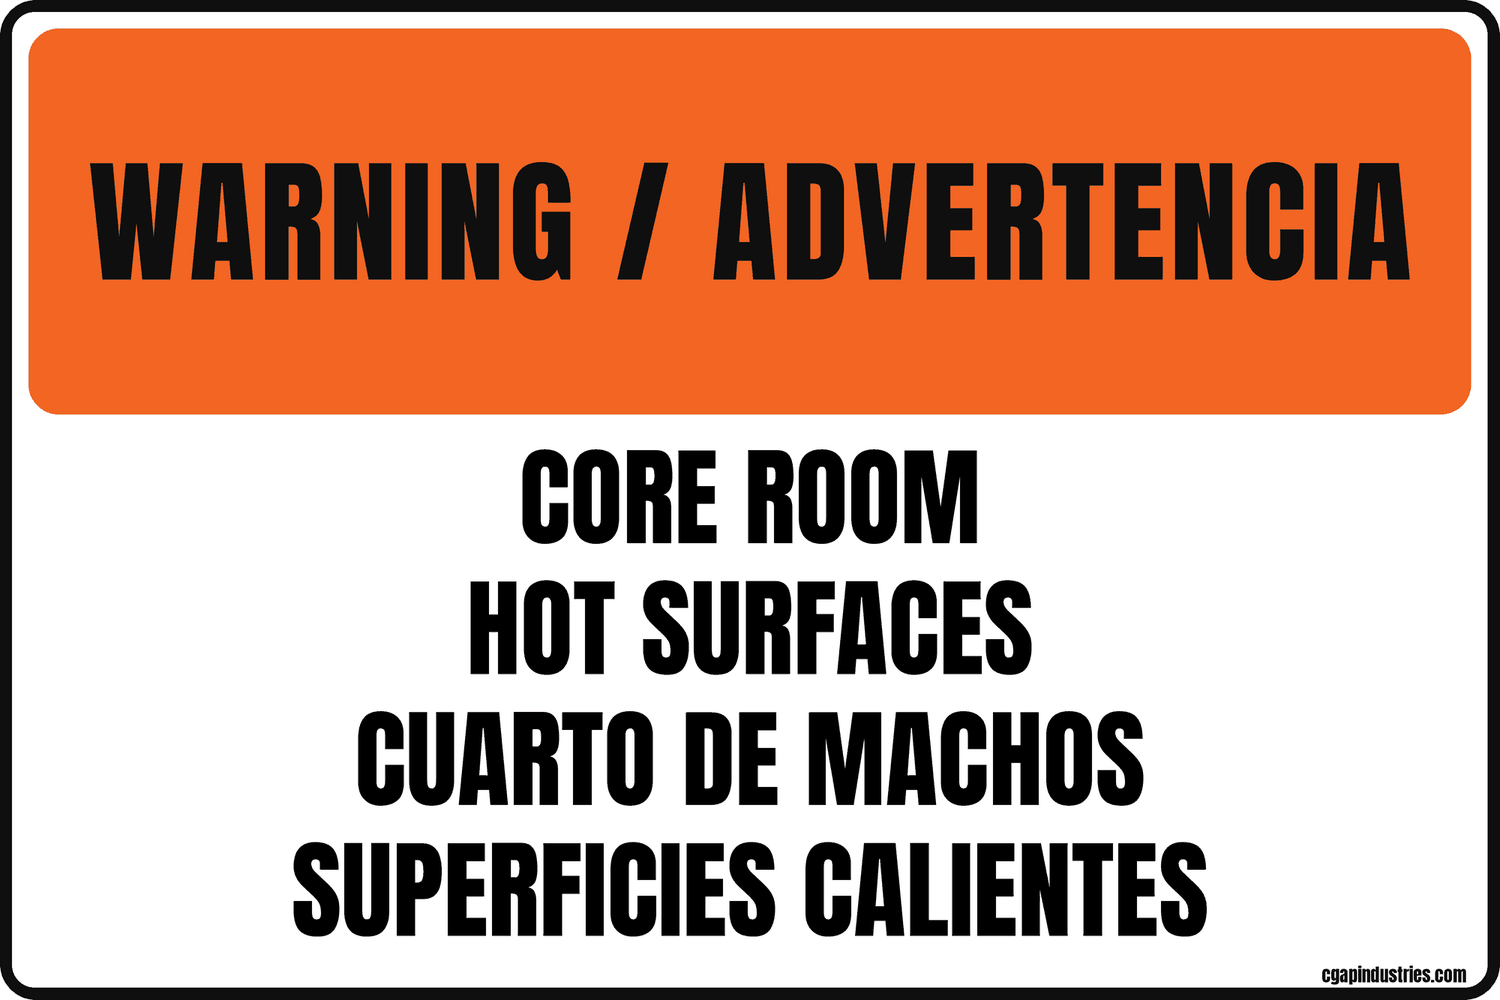 WARNING / ADVERTENCIA
CORE ROOM
HOT SURFACES
CUARTO DE MACHOS
SUPERFICIES CALIENTES
cgapindustries.com